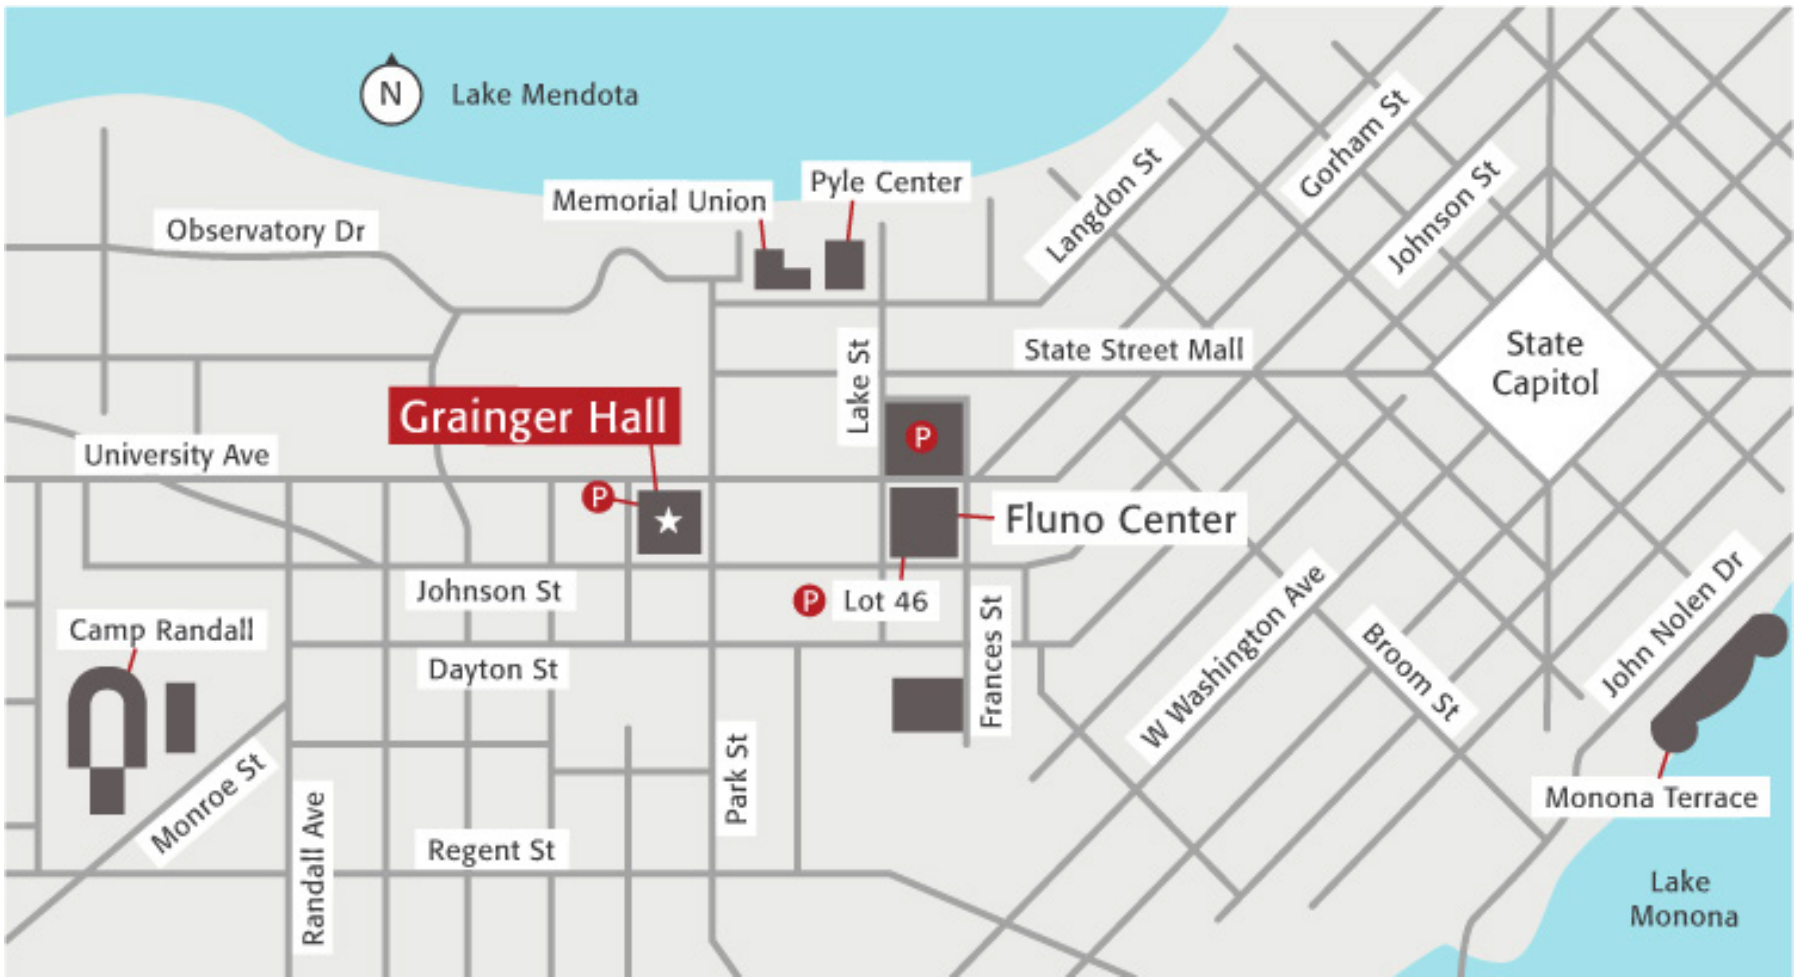 N
Lake Mendota
Pyle Center
Memorial Union
Observatory Dr
Langdon St
Gorham St
Johnson St
State Street Mall
State
Capitol
Lake St
Grainger Hall
P
University Ave
P
Fluno Center
Johnson St
P
Lot 46
Camp Randall
Dayton St
Frances St
W Washington Ave
Broom St
John Nolen Dr
Monroe St
Park St
Monona Terrace
Randall Ave
Regent St
Lake
Monona